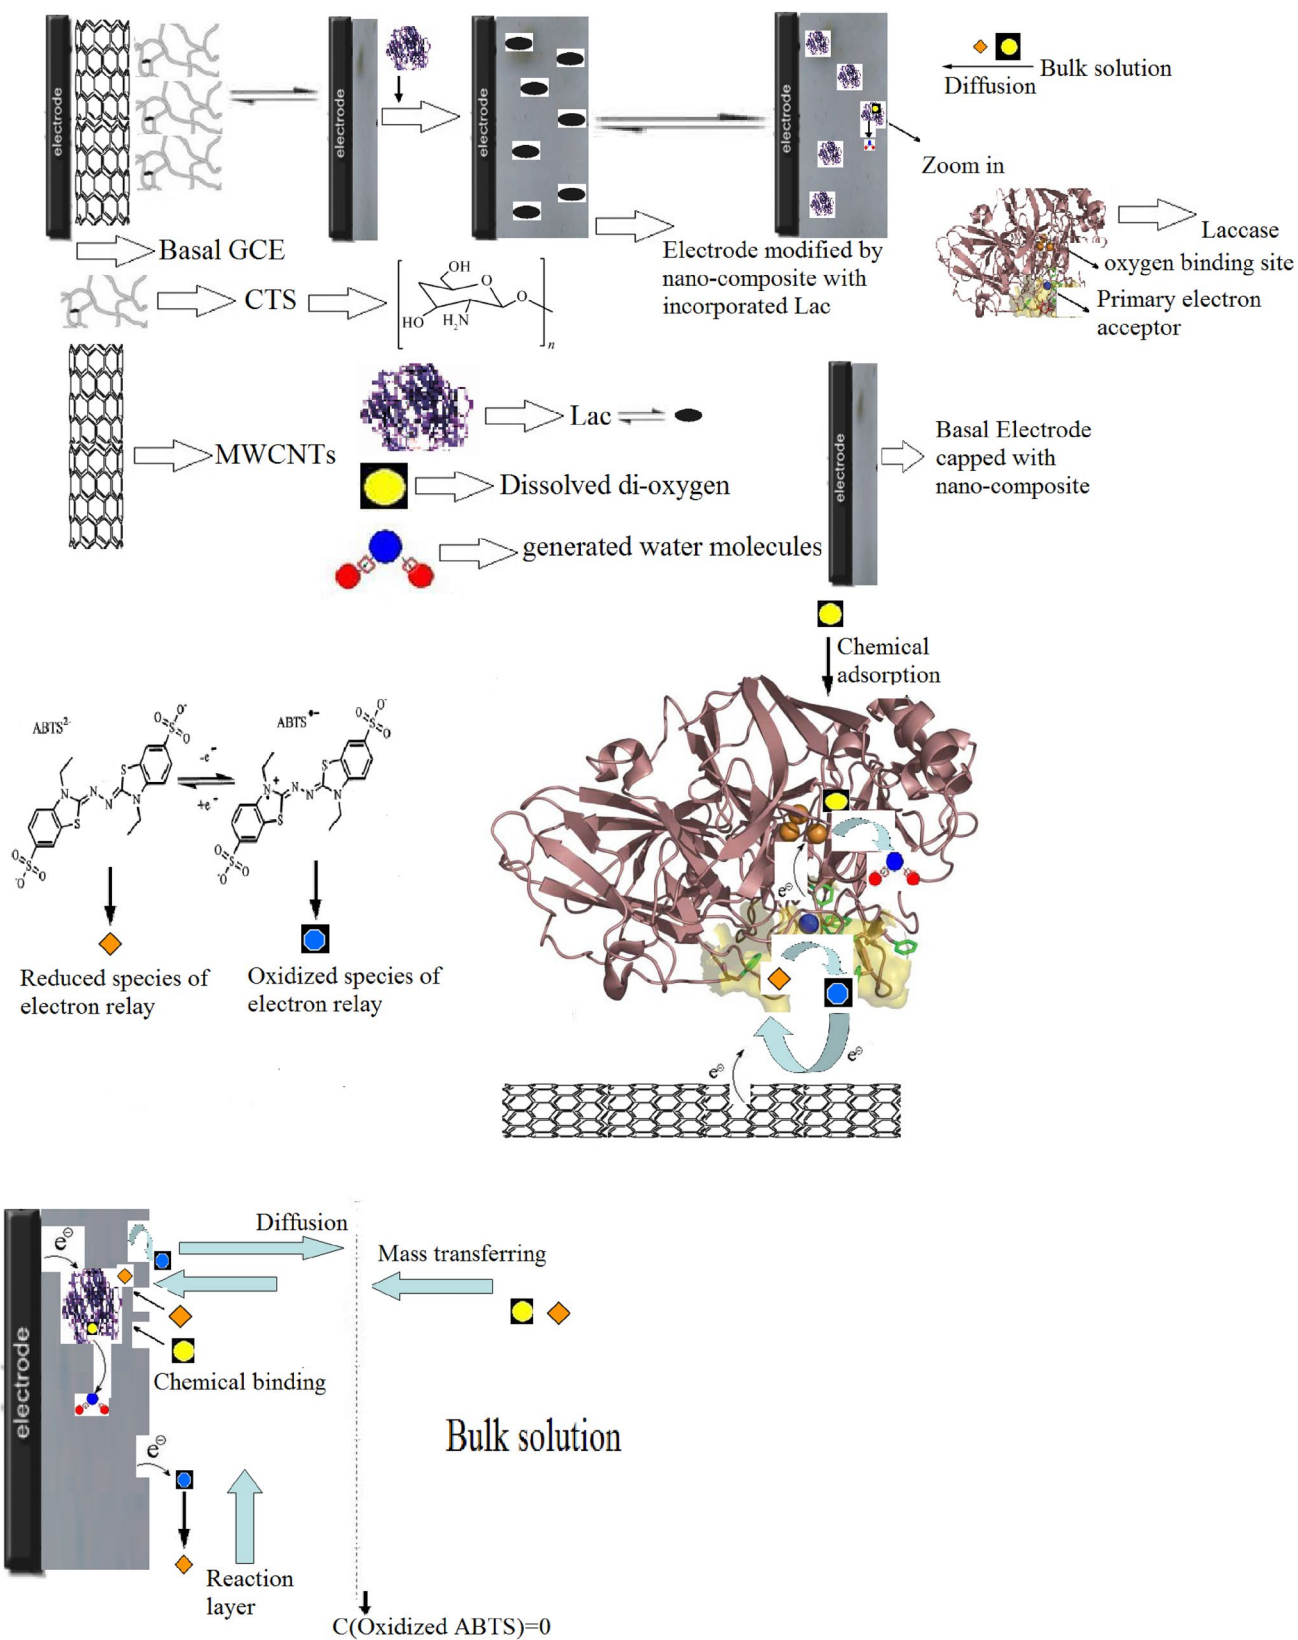 electrode
electrode
electrode
electrode
Diffusion
Bulk solution
Zoom in
Laccase
oxygen binding site
Primary electron
acceptor
Basal GCE
CTS
OH
HO
H₂N
O
O
n
Electrode modified by
nano-composite with
incorporated Lac
MWCNTs
Lac
Dissolved di-oxygen
generated water molecules
electrode
Basal Electrode
capped with
nano-composite
Chemical
adsorption
ABTS²⁻
-e⁻
+e⁻
ABTS•−
O
O
S
O⁻
S
N
N
N
N
S
O
O
S
⁻O
O
O
S
O⁻
S
N
+
N
N
N
S
O
O
S
⁻O
Reduced species of
electron relay
Oxidized species of
electron relay
e⊖
e⊖
e⊖
electrode
e⊖
Diffusion
Mass transferring
Chemical binding
e⊖
Bulk solution
Reaction
layer
C(Oxidized ABTS)=0